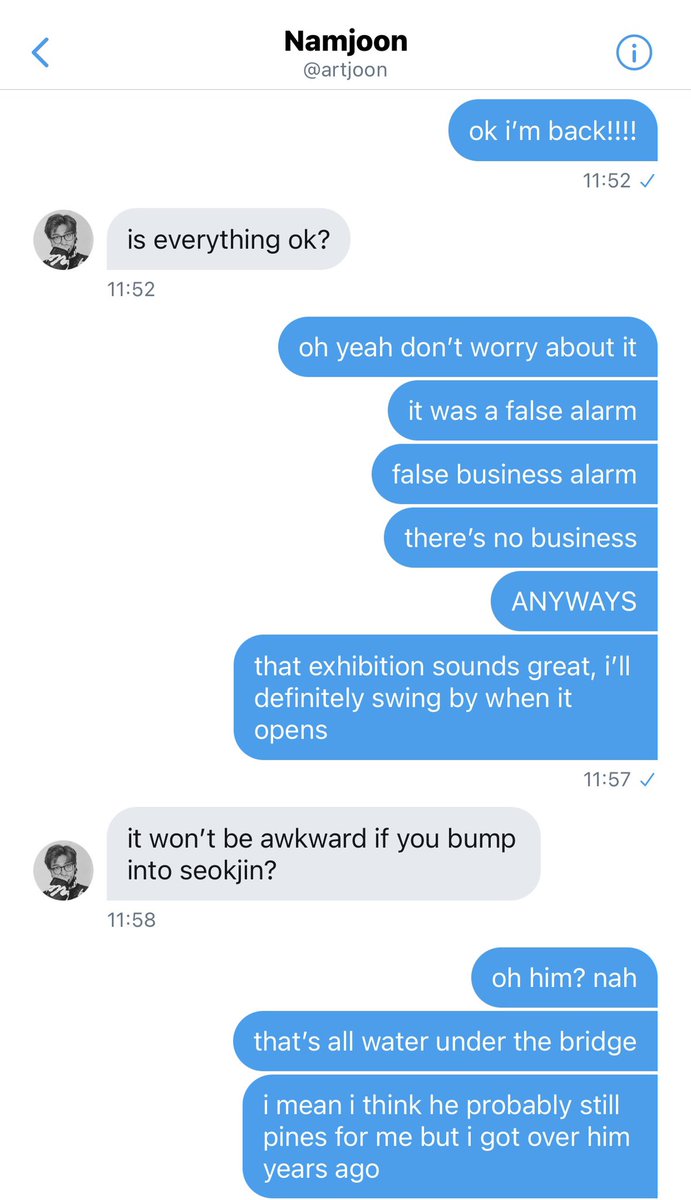 Namjoon
@artjoon
ok i’m back!!!!
11:52 ✓
is everything ok?
11:52
oh yeah don’t worry about it
it was a false alarm
false business alarm
there’s no business
ANYWAYS
that exhibition sounds great, i’ll
definitely swing by when it
opens
11:57 ✓
it won’t be awkward if you bump
into seokjin?
11:58
oh him? nah
that’s all water under the bridge
i mean i think he probably still
pines for me but i got over him
years ago